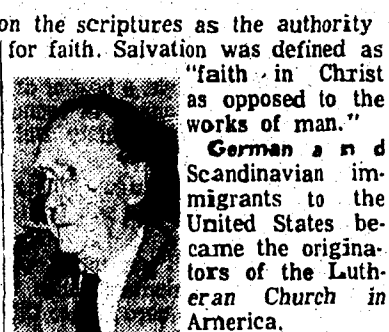 on the scriptures as the authority
for faith. Salvation was defined as
"faith in Christ
as opposed to the
works of man."
German and
Scandinavian im-
migrants to the
United States be-
came the origina-
tors of the Luth-
eran Church in
America.